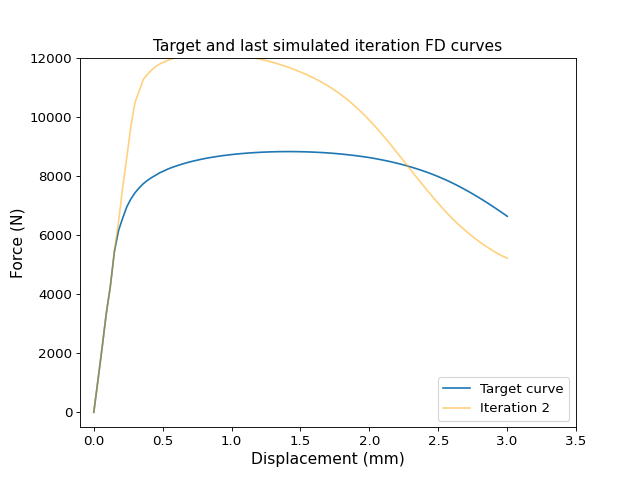 Target and last simulated iteration FD curves
12000
10000
8000
6000
4000
2000
0
Force (N)
Target curve
Iteration 2
0.0 0.5 1.0 1.5 2.0 2.5 3.0 3.5
Displacement (mm)